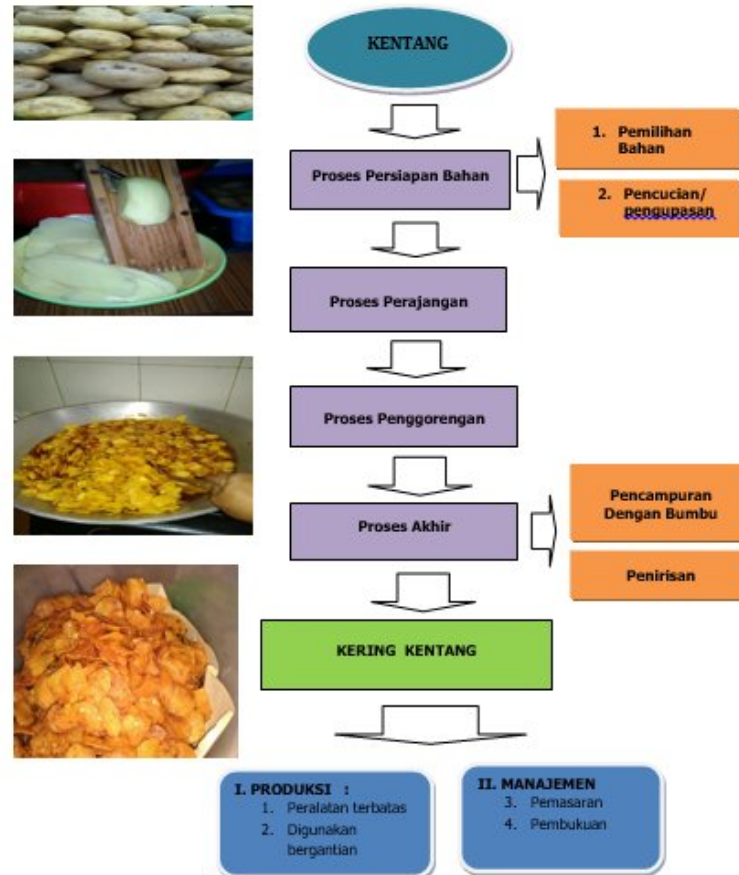 KENTANG
Proses Persiapan Bahan
1. Pemilihan
Bahan
2. Pencucian/
pengupasan
Proses Perajangan
Proses Penggorengan
Proses Akhir
Pencampuran
Dengan Bumbu
Penirisan
KERING KENTANG
I. PRODUKSI :
1. Peralatan terbatas
2. Digunakan
bergantian
II. MANAJEMEN
3. Pemasaran
4. Pembukuan